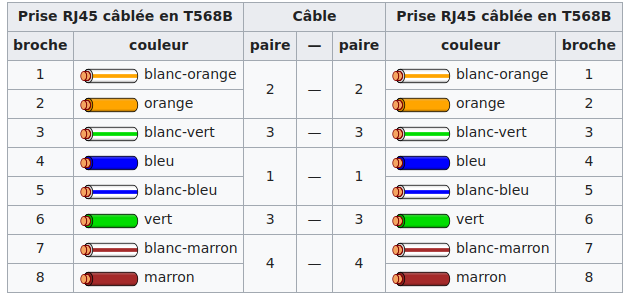 Prise RJ45 câblée en T568B Câble Prise RJ45 câblée en T568B
broche couleur paire — paire couleur broche
1 blanc-orange 2 — 2 blanc-orange 1
2 orange orange 2
3 blanc-vert 3 — 3 blanc-vert 3
4 bleu 1 — 1 bleu 4
5 blanc-bleu blanc-bleu 5
6 vert 3 — 3 vert 6
7 blanc-marron 4 — 4 blanc-marron 7
8 marron marron 8